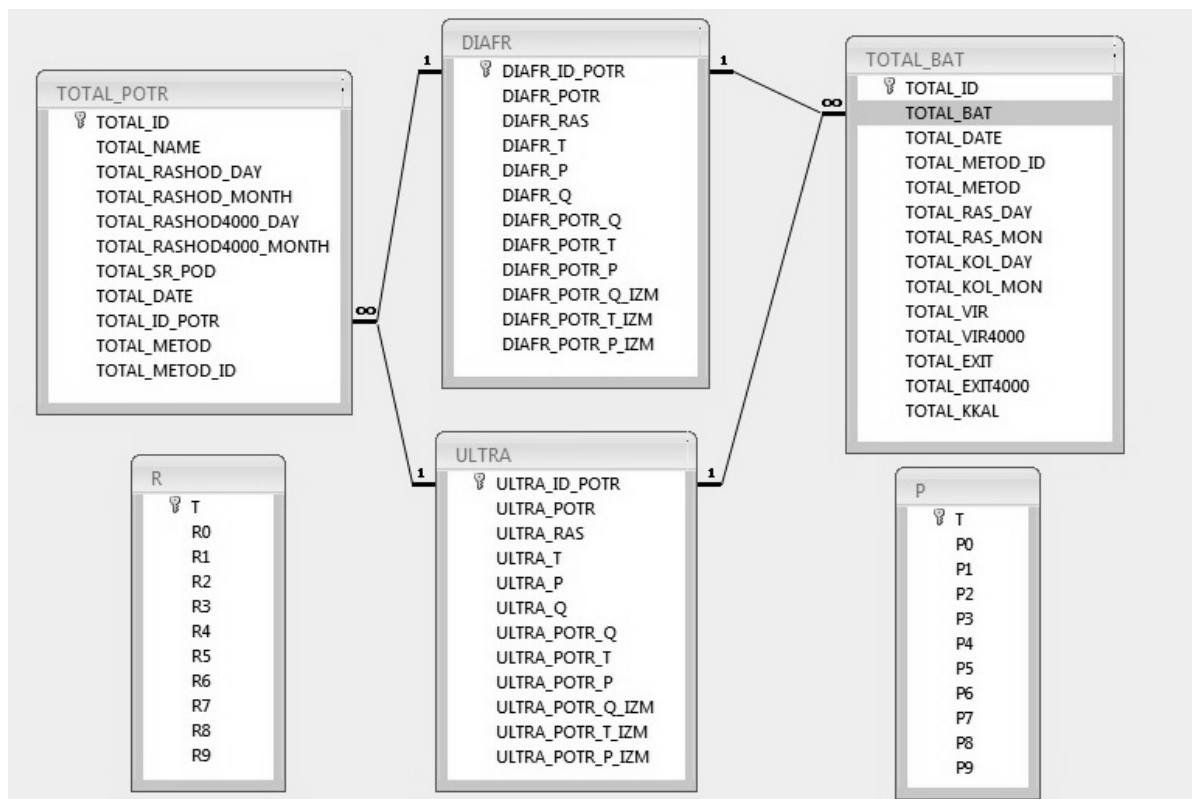 TOTAL_POTR
TOTAL_ID
TOTAL_NAME
TOTAL_RASHOD_DAY
TOTAL_RASHOD_MONTH
TOTAL_RASHOD4000_DAY
TOTAL_RASHOD4000_MONTH
TOTAL_SR_POD
TOTAL_DATE
TOTAL_ID_POTR
TOTAL_METOD
TOTAL_METOD_ID
1
∞
1
DIAFR
DIAFR_ID_POTR
DIAFR_POTR
DIAFR_RAS
DIAFR_T
DIAFR_P
DIAFR_Q
DIAFR_POTR_Q
DIAFR_POTR_T
DIAFR_POTR_P
DIAFR_POTR_Q_IZM
DIAFR_POTR_T_IZM
DIAFR_POTR_P_IZM
1
∞
1
TOTAL_BAT
TOTAL_ID
TOTAL_BAT
TOTAL_DATE
TOTAL_METOD_ID
TOTAL_METOD
TOTAL_RAS_DAY
TOTAL_RAS_MON
TOTAL_KOL_DAY
TOTAL_KOL_MON
TOTAL_VIR
TOTAL_VIR4000
TOTAL_EXIT
TOTAL_EXIT4000
TOTAL_KKAL
R
T
R0
R1
R2
R3
R4
R5
R6
R7
R8
R9
ULTRA
ULTRA_ID_POTR
ULTRA_POTR
ULTRA_RAS
ULTRA_T
ULTRA_P
ULTRA_Q
ULTRA_POTR_Q
ULTRA_POTR_T
ULTRA_POTR_P
ULTRA_POTR_Q_IZM
ULTRA_POTR_T_IZM
ULTRA_POTR_P_IZM
P
T
P0
P1
P2
P3
P4
P5
P6
P7
P8
P9